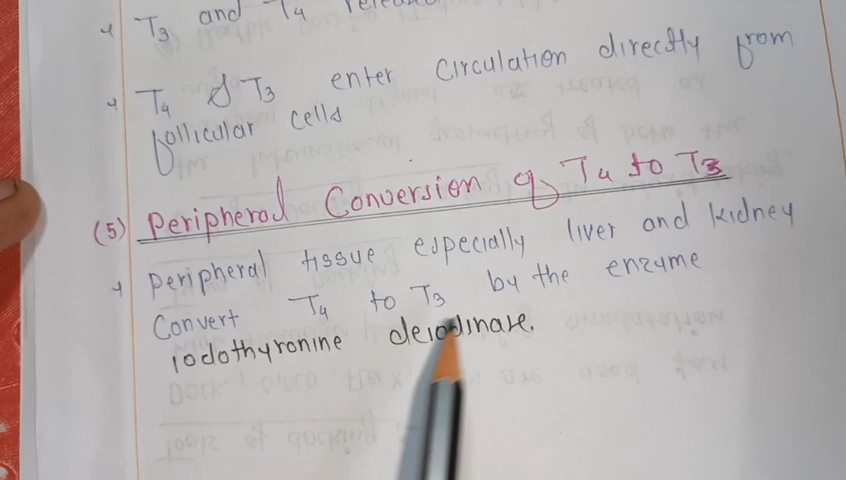 T3 and T4
T4 & T3 enter circulation directly from
follicular cells
(5) Peripheral Conversion of T4 to T3
Peripheral tissue especially liver and kidney
Convert T4 to T3 by the enzyme
iodothyronine deiodinase.